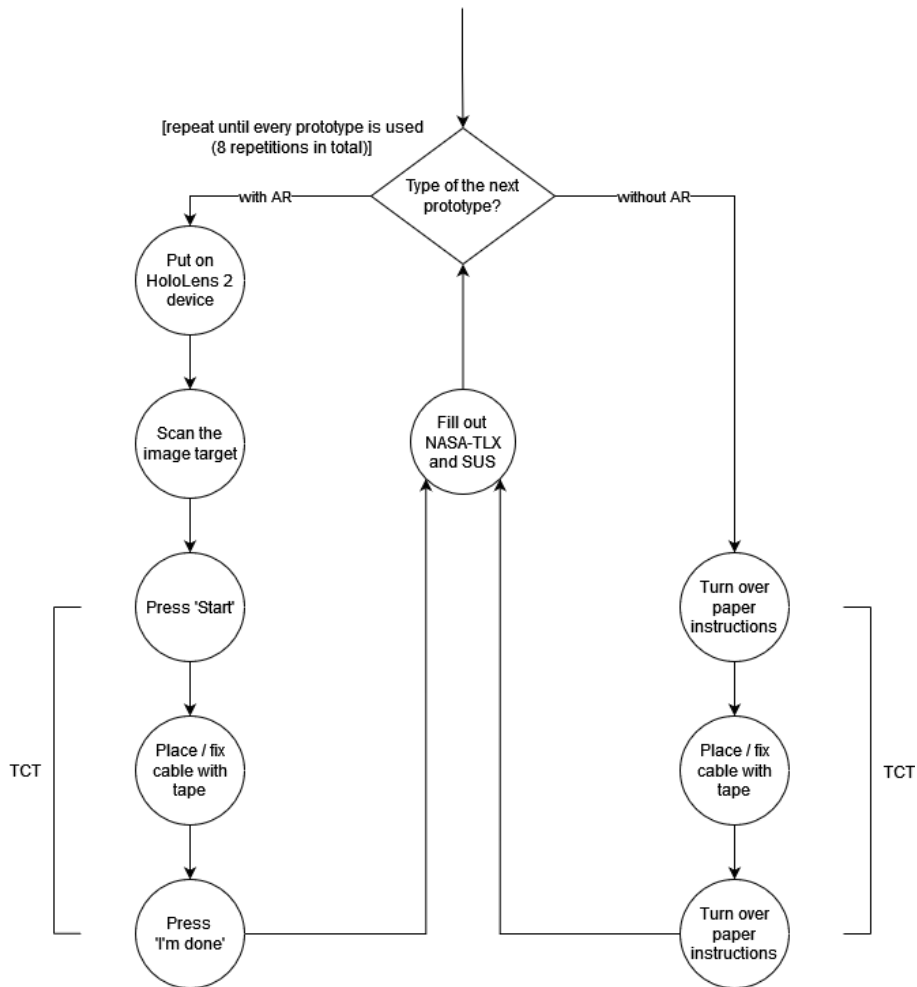 [repeat until every prototype is used
(8 repetitions in total)]
Type of the next
prototype?
with AR
without AR
Put on
HoloLens 2
device
Scan the
image target
Fill out
NASA-TLX
and SUS
Press 'Start'
Turn over
paper
instructions
TCT
Place / fix
cable with
tape
Place / fix
cable with
tape
TCT
Press
'I'm done'
Turn over
paper
instructions